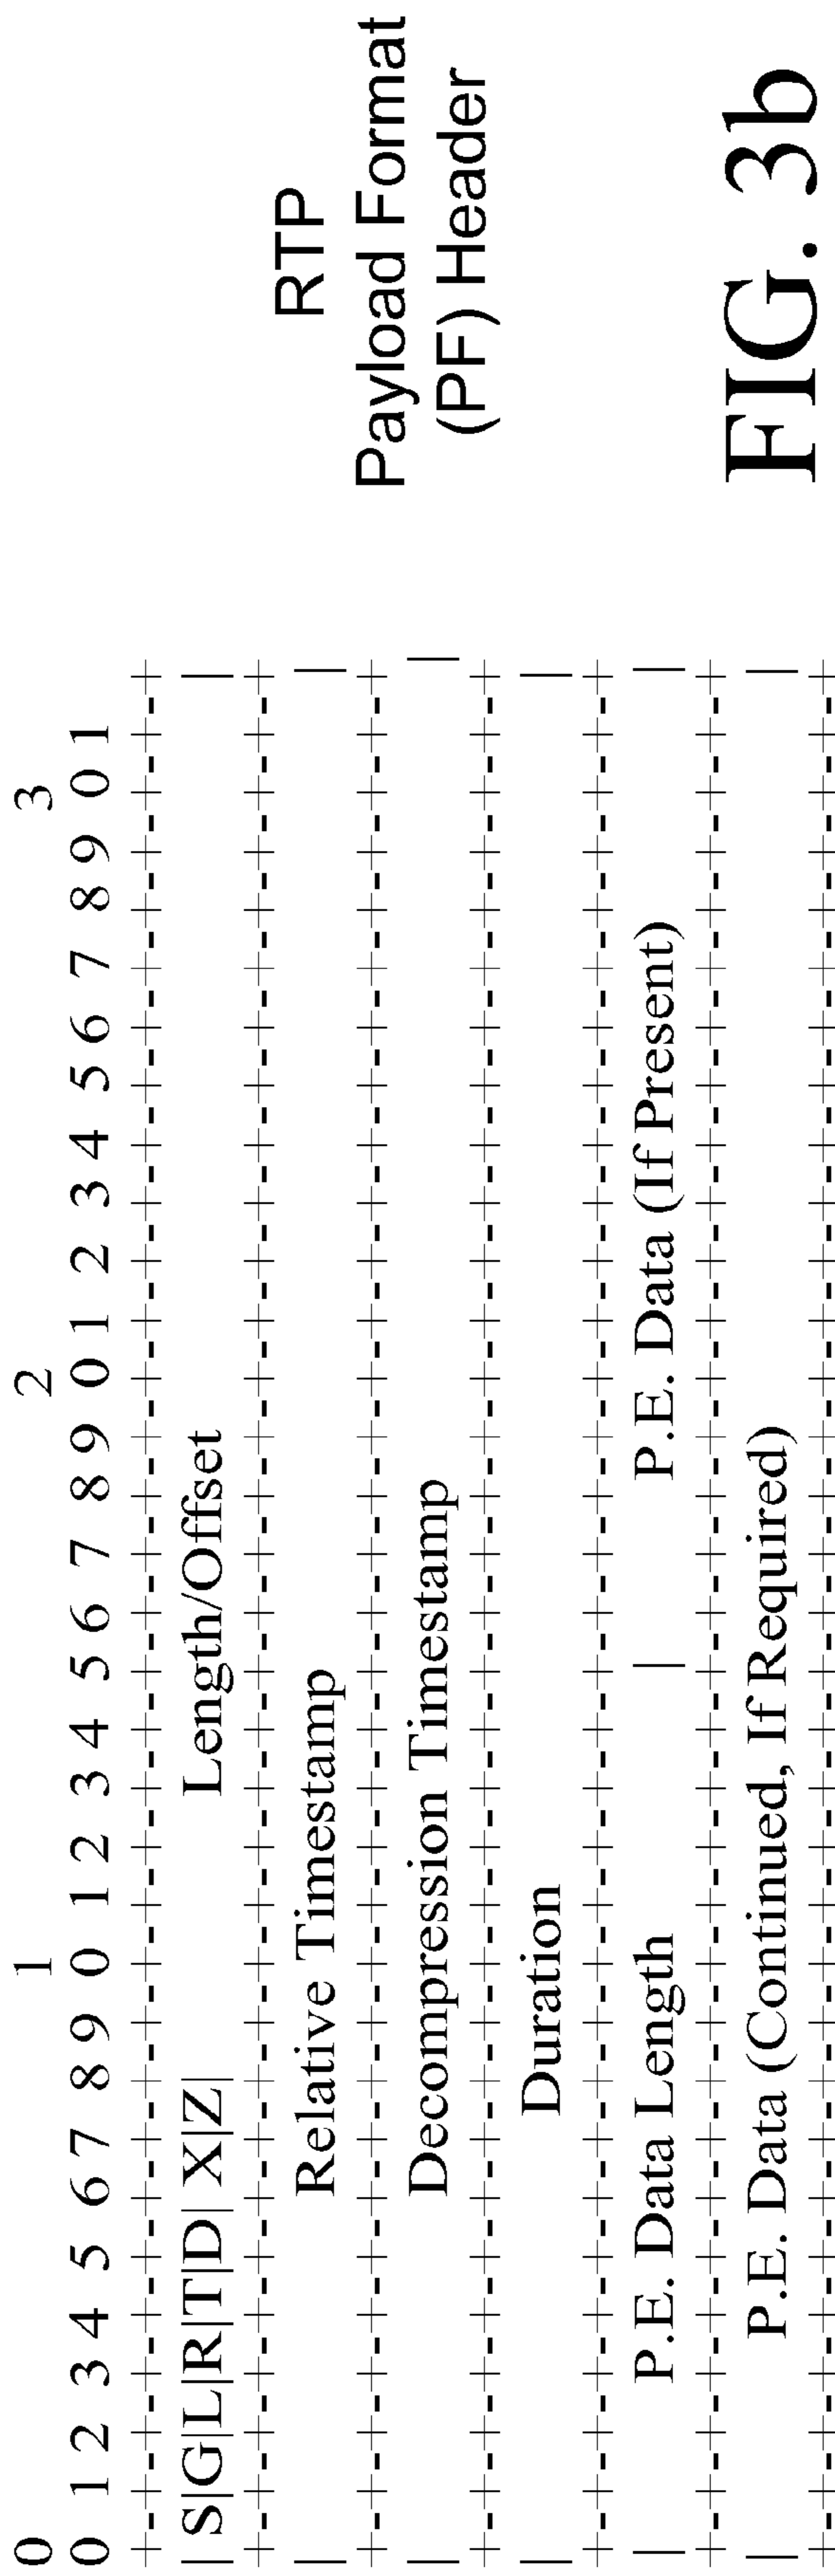 0 1 2 3
0 1 2 3 4 5 6 7 8 9 0 1 2 3 4 5 6 7 8 9 0 1 2 3 4 5 6 7 8 9 0 1
+-+-+-+-+-+-+-+-+-+-+-+-+-+-+-+-+-+-+-+-+-+-+-+-+-+-+-+-+-+-+-+-+
| S|G|L|R|T|D| X|Z| Length/Offset |
+-+-+-+-+-+-+-+-+-+-+-+-+-+-+-+-+-+-+-+-+-+-+-+-+-+-+-+-+-+-+-+-+
| Relative Timestamp |
+-+-+-+-+-+-+-+-+-+-+-+-+-+-+-+-+-+-+-+-+-+-+-+-+-+-+-+-+-+-+-+-+
| Decompression Timestamp |
+-+-+-+-+-+-+-+-+-+-+-+-+-+-+-+-+-+-+-+-+-+-+-+-+-+-+-+-+-+-+-+-+
| Duration |
+-+-+-+-+-+-+-+-+-+-+-+-+-+-+-+-+-+-+-+-+-+-+-+-+-+-+-+-+-+-+-+-+
| P.E. Data Length | P.E. Data (If Present) |
+-+-+-+-+-+-+-+-+-+-+-+-+-+-+-+-+-+-+-+-+-+-+-+-+-+-+-+-+-+-+-+-+
| P.E. Data (Continued, If Required) |
+-+-+-+-+-+-+-+-+-+-+-+-+-+-+-+-+-+-+-+-+-+-+-+-+-+-+-+-+-+-+-+-+
RTP
Payload Format
(PF) Header
FIG. 3b